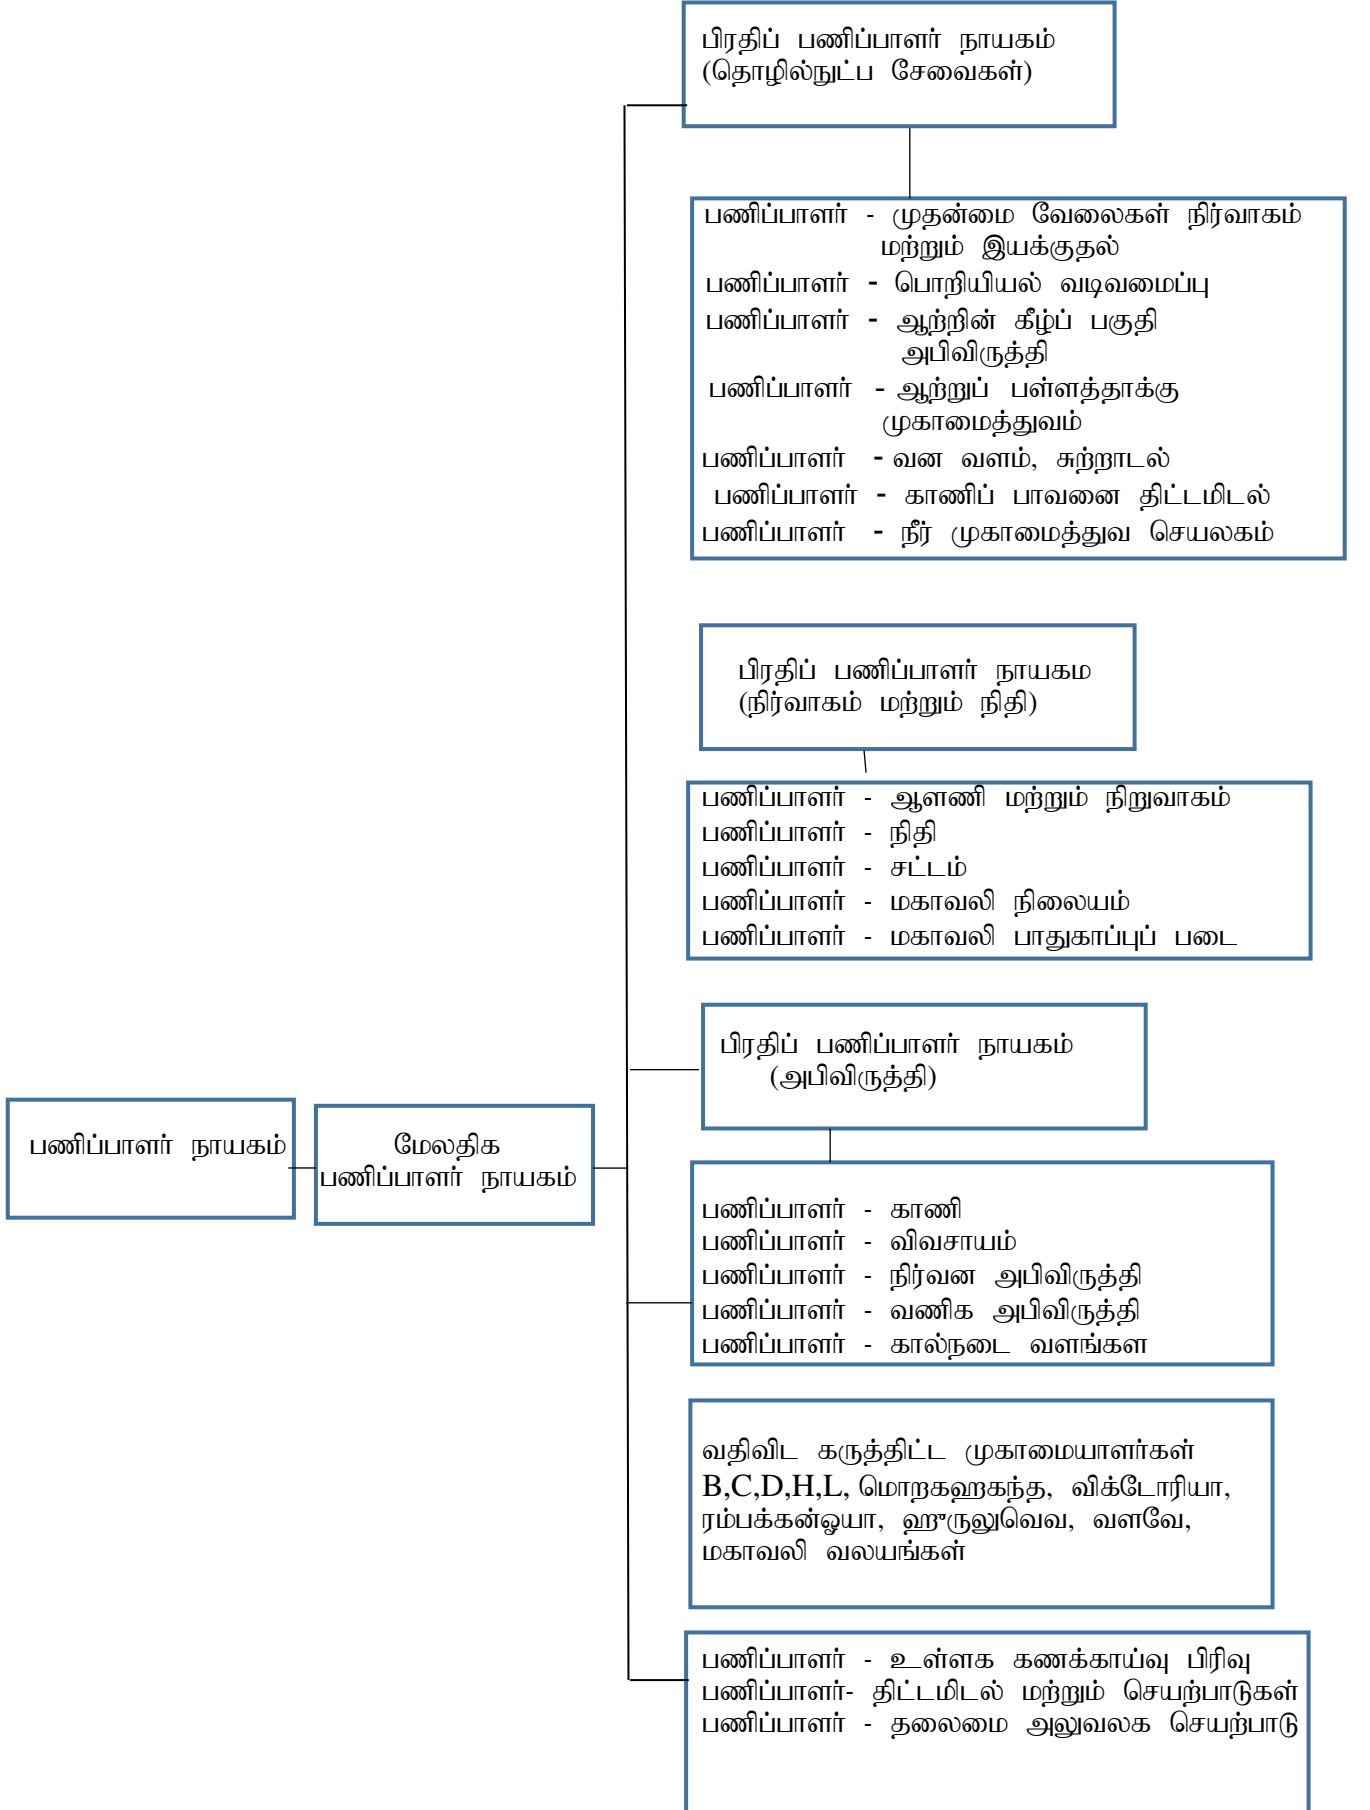 பிரதிப் பணிப்பாளர் நாயகம்
(தொழில்நுட்ப சேவைகள்)
பணிப்பாளர் - முதன்மை வேலைகள் நிர்வாகம்
மற்றும் இயக்குதல்
பணிப்பாளர் - பொறியியல் வடிவமைப்பு
பணிப்பாளர் - ஆற்றின் கீழ்ப் பகுதி
அபிவிருத்தி
பணிப்பாளர் - ஆற்றுப் பள்ளத்தாக்கு
முகாமைத்துவம்
பணிப்பாளர் - வன வளம், சுற்றாடல்
பணிப்பாளர் - காணிப் பாவனை திட்டமிடல்
பணிப்பாளர் - நீர் முகாமைத்துவ செயலகம்
பிரதிப் பணிப்பாளர் நாயகம
(நிர்வாகம் மற்றும் நிதி)
பணிப்பாளர் - ஆளணி மற்றும் நிறுவாகம்
பணிப்பாளர் - நிதி
பணிப்பாளர் - சட்டம்
பணிப்பாளர் - மகாவலி நிலையம்
பணிப்பாளர் - மகாவலி பாதுகாப்புப் படை
பிரதிப் பணிப்பாளர் நாயகம்
(அபிவிருத்தி)
பணிப்பாளர் நாயகம்
மேலதிக
பணிப்பாளர் நாயகம்
பணிப்பாளர் - காணி
பணிப்பாளர் - விவசாயம்
பணிப்பாளர் - நிர்வன அபிவிருத்தி
பணிப்பாளர் - வணிக அபிவிருத்தி
பணிப்பாளர் - கால்நடை வளங்கள
வதிவிட கருத்திட்ட முகாமையாளர்கள்
B,C,D,H,L, மொறகஹகந்த, விக்டோரியா,
ரம்பக்கன்ஓயா, ஹுருலுவெவ, வளவே,
மகாவலி வலயங்கள்
பணிப்பாளர் - உள்ளக கணக்காய்வு பிரிவு
பணிப்பாளர்- திட்டமிடல் மற்றும் செயற்பாடுகள்
பணிப்பாளர் - தலைமை அலுவலக செயற்பாடு